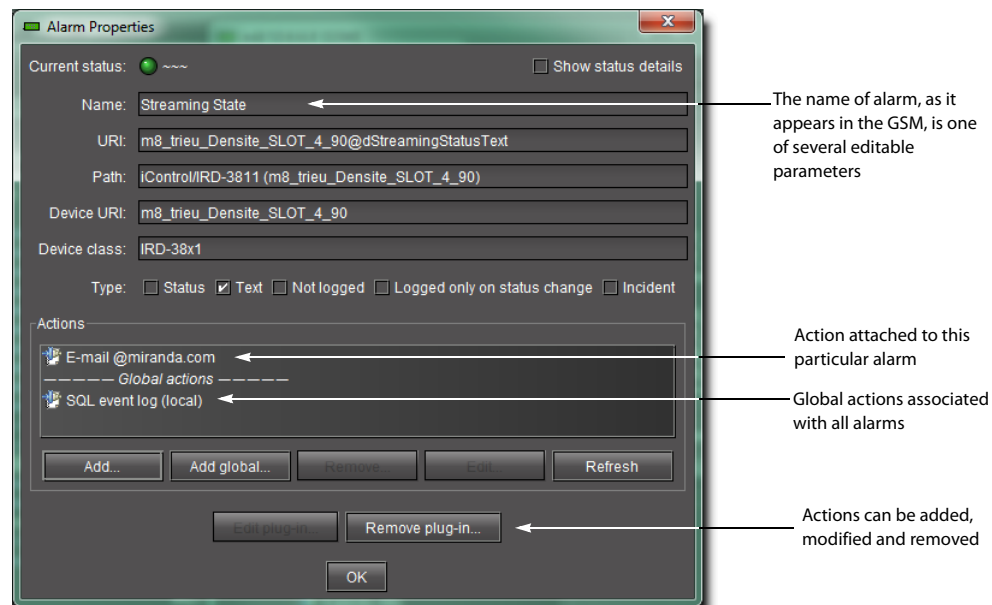 Alarm Properties
Current status: ~~~ Show status details
Name: Streaming State
URI: m8_trieu_Densite_SLOT_4_90@dStreamingStatusText
Path: iControl/IRD-3811 (m8_trieu_Densite_SLOT_4_90)
Device URI: m8_trieu_Densite_SLOT_4_90
Device class: IRD-38x1
Type: Status Text Not logged Logged only on status change Incident
Actions
E-mail @miranda.com
————— Global actions —————
SQL event log (local)
Add... Add global... Remove... Edit... Refresh
Edit plug-in... Remove plug-in...
OK
The name of alarm, as it
appears in the GSM, is one
of several editable
parameters
Action attached to this
particular alarm
Global actions associated
with all alarms
Actions can be added,
modified and removed